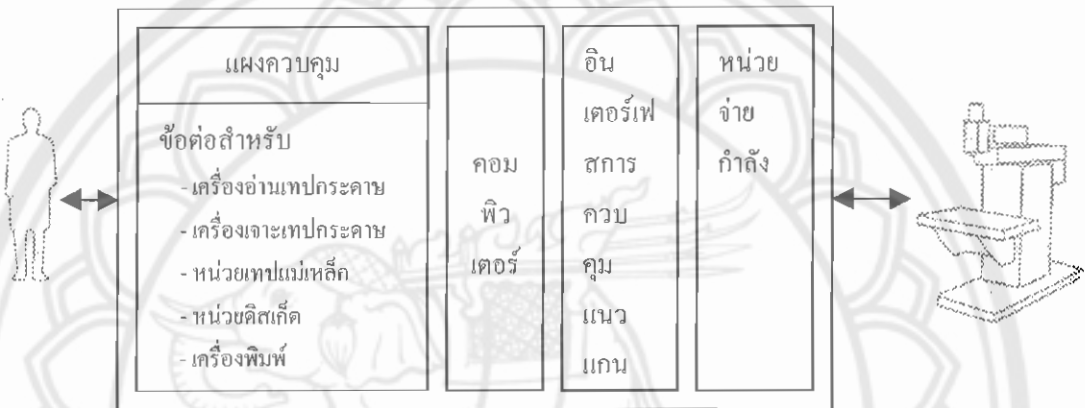 แผงควบคุม
ข้อต่อสำหรับ
- เครื่องอ่านเทปกระดาษ
- เครื่องเจาะเทปกระดาษ
- หน่วยเทปแม่เหล็ก
- หน่วยดิสเก็ต
- เครื่องพิมพ์
คอม
พิว
เตอร์
อิน
เตอร์เฟ
สการ
ควบ
คุม
แนว
แกน
หน่วย
จ่าย
กำลัง